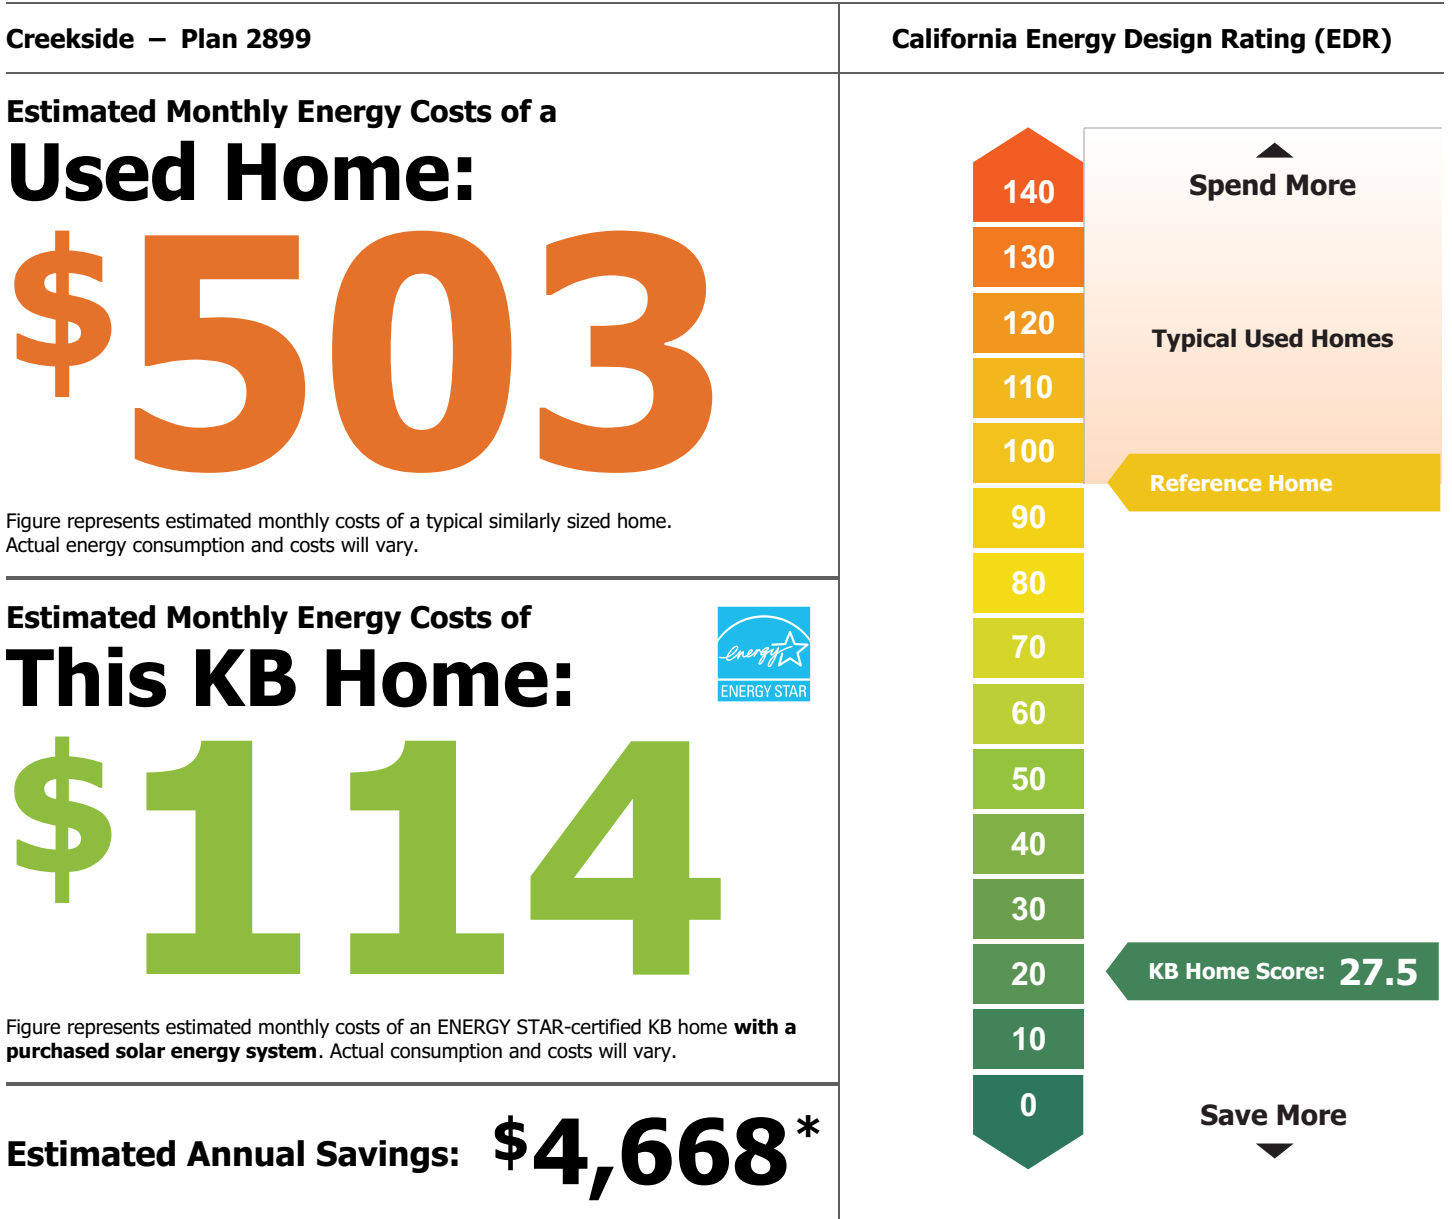 Creekside – Plan 2899
Estimated Monthly Energy Costs of a
Used Home:
$503
Figure represents estimated monthly costs of a typical similarly sized home.
Actual energy consumption and costs will vary.
Estimated Monthly Energy Costs of
This KB Home:
energy
ENERGY STAR
$114
Figure represents estimated monthly costs of an ENERGY STAR-certified KB home with a
purchased solar energy system. Actual consumption and costs will vary.
Estimated Annual Savings: $4,668*
California Energy Design Rating (EDR)
Spend More
140
130
Typical Used Homes
120
110
100
Reference Home
90
80
70
60
50
40
30
20
KB Home Score: 27.5
10
0
Save More